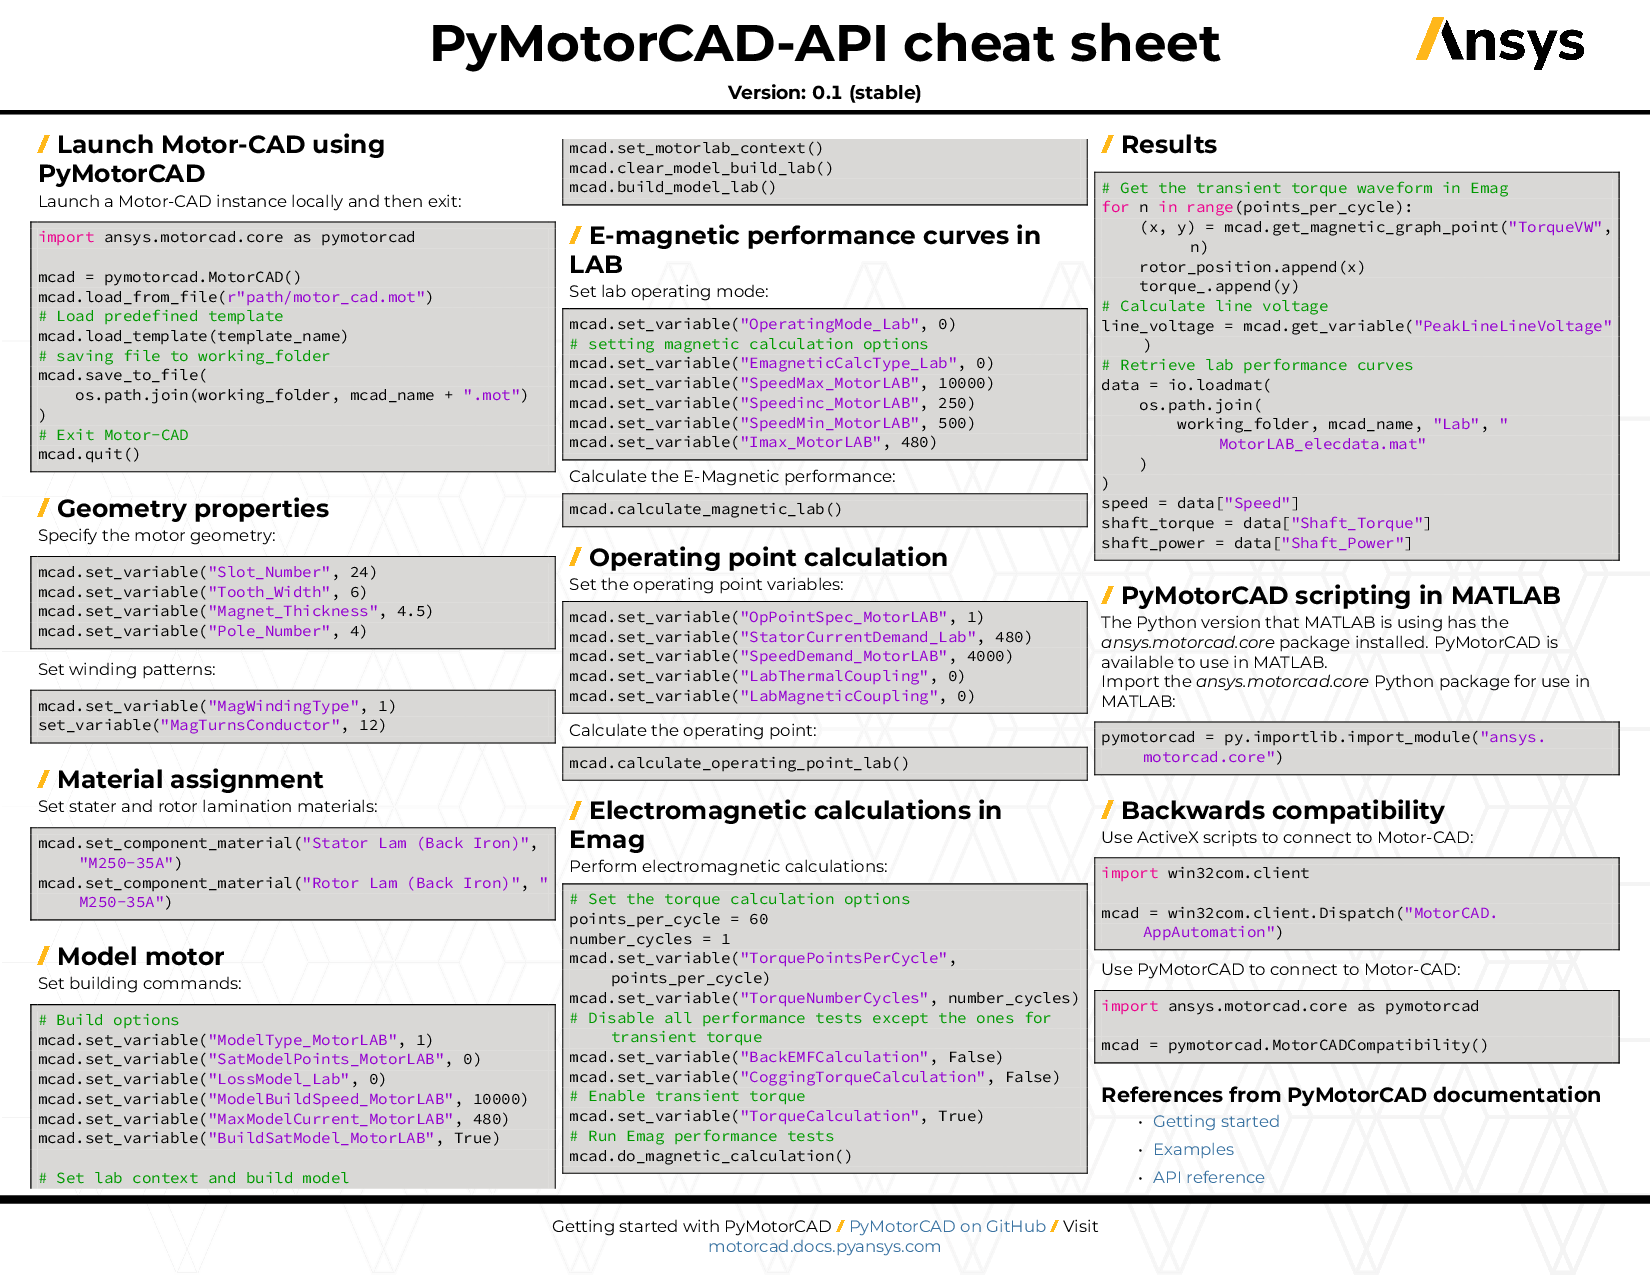 PyMotorCAD-API cheat sheet
Ansys
Version: 0.1 (stable)
Launch Motor-CAD using
PyMotorCAD
Launch a Motor-CAD instance locally and then exit:
import ansys.motorcad.core as pymotorcad
mcad = pymotorcad.MotorCAD()
mcad.load_from_file(r"path/motor_cad.mot")
# Load predefined template
mcad.load_template(template_name)
# saving file to working_folder
mcad.save_to_file(
    os.path.join(working_folder, mcad_name + ".mot")
)
# Exit Motor-CAD
mcad.quit()
Geometry properties
Specify the motor geometry:
mcad.set_variable("Slot_Number", 24)
mcad.set_variable("Tooth_Width", 6)
mcad.set_variable("Magnet_Thickness", 4.5)
mcad.set_variable("Pole_Number", 4)
Set winding patterns:
mcad.set_variable("MagWindingType", 1)
set_variable("MagTurnsConductor", 12)
Material assignment
Set stater and rotor lamination materials:
mcad.set_component_material("Stator Lam (Back Iron)",
    "M250-35A")
mcad.set_component_material("Rotor Lam (Back Iron)", "
    M250-35A")
Model motor
Set building commands:
# Build options
mcad.set_variable("ModelType_MotorLAB", 1)
mcad.set_variable("SatModelPoints_MotorLAB", 0)
mcad.set_variable("LossModel_Lab", 0)
mcad.set_variable("ModelBuildSpeed_MotorLAB", 10000)
mcad.set_variable("MaxModelCurrent_MotorLAB", 480)
mcad.set_variable("BuildSatModel_MotorLAB", True)
# Set lab context and build model
mcad.set_motorlab_context()
mcad.clear_model_build_lab()
mcad.build_model_lab()
E-magnetic performance curves in
LAB
Set lab operating mode:
mcad.set_variable("OperatingMode_Lab", 0)
# setting magnetic calculation options
mcad.set_variable("EmagneticCalcType_Lab", 0)
mcad.set_variable("SpeedMax_MotorLAB", 10000)
mcad.set_variable("Speedinc_MotorLAB", 250)
mcad.set_variable("SpeedMin_MotorLAB", 500)
mcad.set_variable("Imax_MotorLAB", 480)
Calculate the E-Magnetic performance:
mcad.calculate_magnetic_lab()
Operating point calculation
Set the operating point variables:
mcad.set_variable("OpPointSpec_MotorLAB", 1)
mcad.set_variable("StatorCurrentDemand_Lab", 480)
mcad.set_variable("SpeedDemand_MotorLAB", 4000)
mcad.set_variable("LabThermalCoupling", 0)
mcad.set_variable("LabMagneticCoupling", 0)
Calculate the operating point:
mcad.calculate_operating_point_lab()
Electromagnetic calculations in
Emag
Perform electromagnetic calculations:
# Set the torque calculation options
points_per_cycle = 60
number_cycles = 1
mcad.set_variable("TorquePointsPerCycle",
    points_per_cycle)
mcad.set_variable("TorqueNumberCycles", number_cycles)
# Disable all performance tests except the ones for
    transient torque
mcad.set_variable("BackEMFCalculation", False)
mcad.set_variable("CoggingTorqueCalculation", False)
# Enable transient torque
mcad.set_variable("TorqueCalculation", True)
# Run Emag performance tests
mcad.do_magnetic_calculation()
Results
# Get the transient torque waveform in Emag
for n in range(points_per_cycle):
    (x, y) = mcad.get_magnetic_graph_point("TorqueVW",
         n)
    rotor_position.append(x)
    torque_.append(y)
# Calculate line voltage
line_voltage = mcad.get_variable("PeakLineLineVoltage"
    )
# Retrieve lab performance curves
data = io.loadmat(
    os.path.join(
        working_folder, mcad_name, "Lab", "
            MotorLAB_elecdata.mat"
    )
)
speed = data["Speed"]
shaft_torque = data["Shaft_Torque"]
shaft_power = data["Shaft_Power"]
PyMotorCAD scripting in MATLAB
The Python version that MATLAB is using has the
ansys.motorcad.core package installed. PyMotorCAD is
available to use in MATLAB.
Import the ansys.motorcad.core Python package for use in
MATLAB:
pymotorcad = py.importlib.import_module("ansys.
    motorcad.core")
Backwards compatibility
Use ActiveX scripts to connect to Motor-CAD:
import win32com.client
mcad = win32com.client.Dispatch("MotorCAD.
    AppAutomation")
Use PyMotorCAD to connect to Motor-CAD:
import ansys.motorcad.core as pymotorcad
mcad = pymotorcad.MotorCADCompatibility()
References from PyMotorCAD documentation
• Getting started
• Examples
• API reference
Getting started with PyMotorCAD / PyMotorCAD on GitHub / Visit
motorcad.docs.pyansys.com